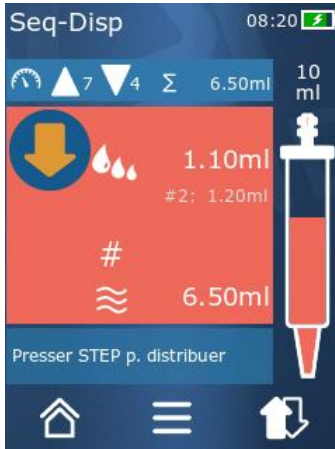 Seq-Disp 08:20
7 4 Σ 6.50ml
10
ml
1.10ml
#2: 1.20ml
#
6.50ml
Presser STEP p. distribuer